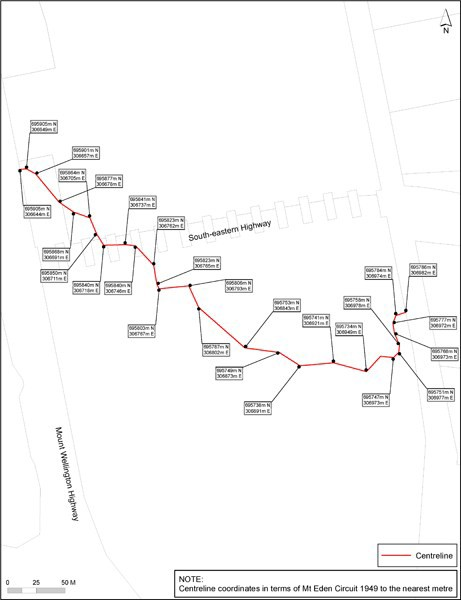 N
695905m N
306649m E
695901m N
306657m E
695864m N
306705m E
695877m N
306678m E
695905m N
306644m E
695841m N
306737m E
695823m N
306762m E
South-eastern Highway
695868m N
306691m E
695850m N
306711m E
695840m N
306718m E
695840m N
306746m E
695823m N
306765m E
695806m N
306793m E
695784m N
306974m E
695786m N
306982m E
695803m N
306767m E
695787m N
306802m E
695753m N
306843m E
695741m N
306921m E
695758m N
306976m E
695734m N
306949m E
695777m N
306972m E
695768m N
306973m E
695749m N
306873m E
695736m N
306891m E
695747m N
306973m E
695751m N
306977m E
Mount Wellington Highway
Centreline
0 25 50 M
NOTE:
Centreline coordinates in terms of Mt Eden Circuit 1949 to the nearest metre